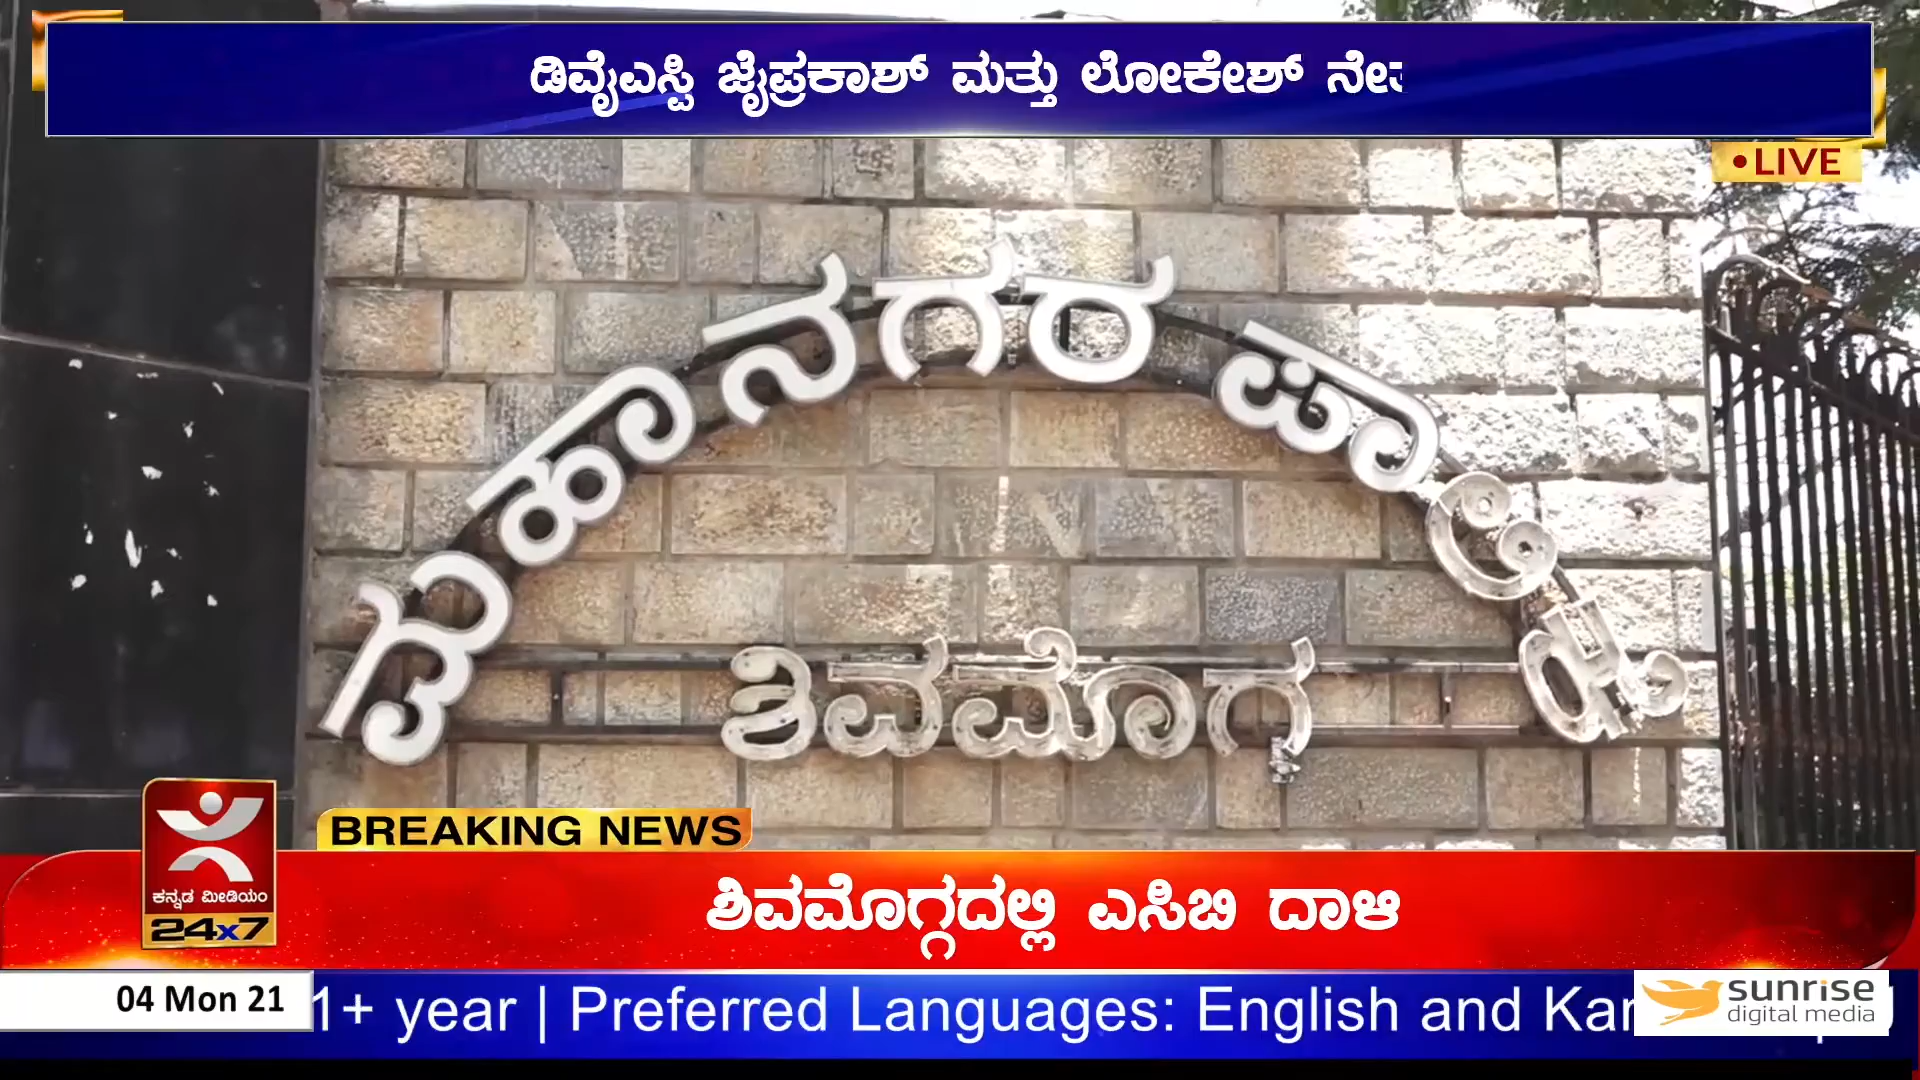 ಡಿವೈಎಸ್ಪಿ ಜೈಪ್ರಕಾಶ್ ಮತ್ತು ಲೋಕೇಶ್
• LIVE
ಮಹಾನಗರ ಪಾಲಿಕೆ
ಶಿವಮೊಗ್ಗ
BREAKING NEWS
ಕನ್ನಡ ಮೀಡಿಯಂ
24x7
ಶಿವಮೊಗ್ಗದಲ್ಲಿ ಎಸಿಬಿ ದಾಳಿ
04 Mon 21
1+ year | Preferred Languages: English and
sunrise
digital media